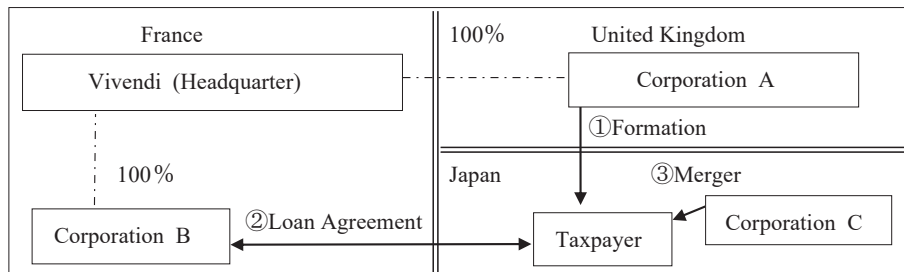 France
100% United Kingdom
Vivendi (Headquarter)
Corporation A
①Formation
100%
Japan
③Merger
②Loan Agreement
Corporation B
Taxpayer
Corporation C